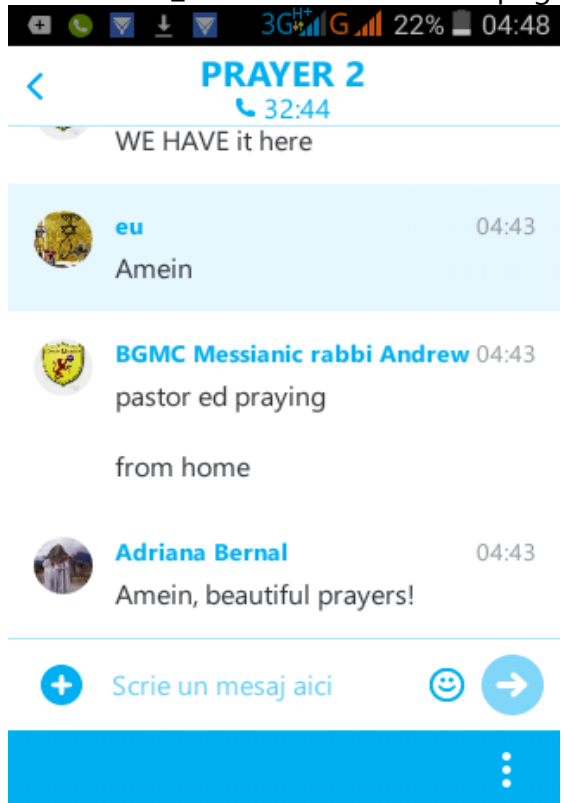 3G H+ G 22% 04:48
PRAYER 2
32:44
WE HAVE it here
eu 04:43
Amein
BGMC Messianic rabbi Andrew 04:43
pastor ed praying
from home
Adriana Bernal 04:43
Amein, beautiful prayers!
Scrie un mesaj aici